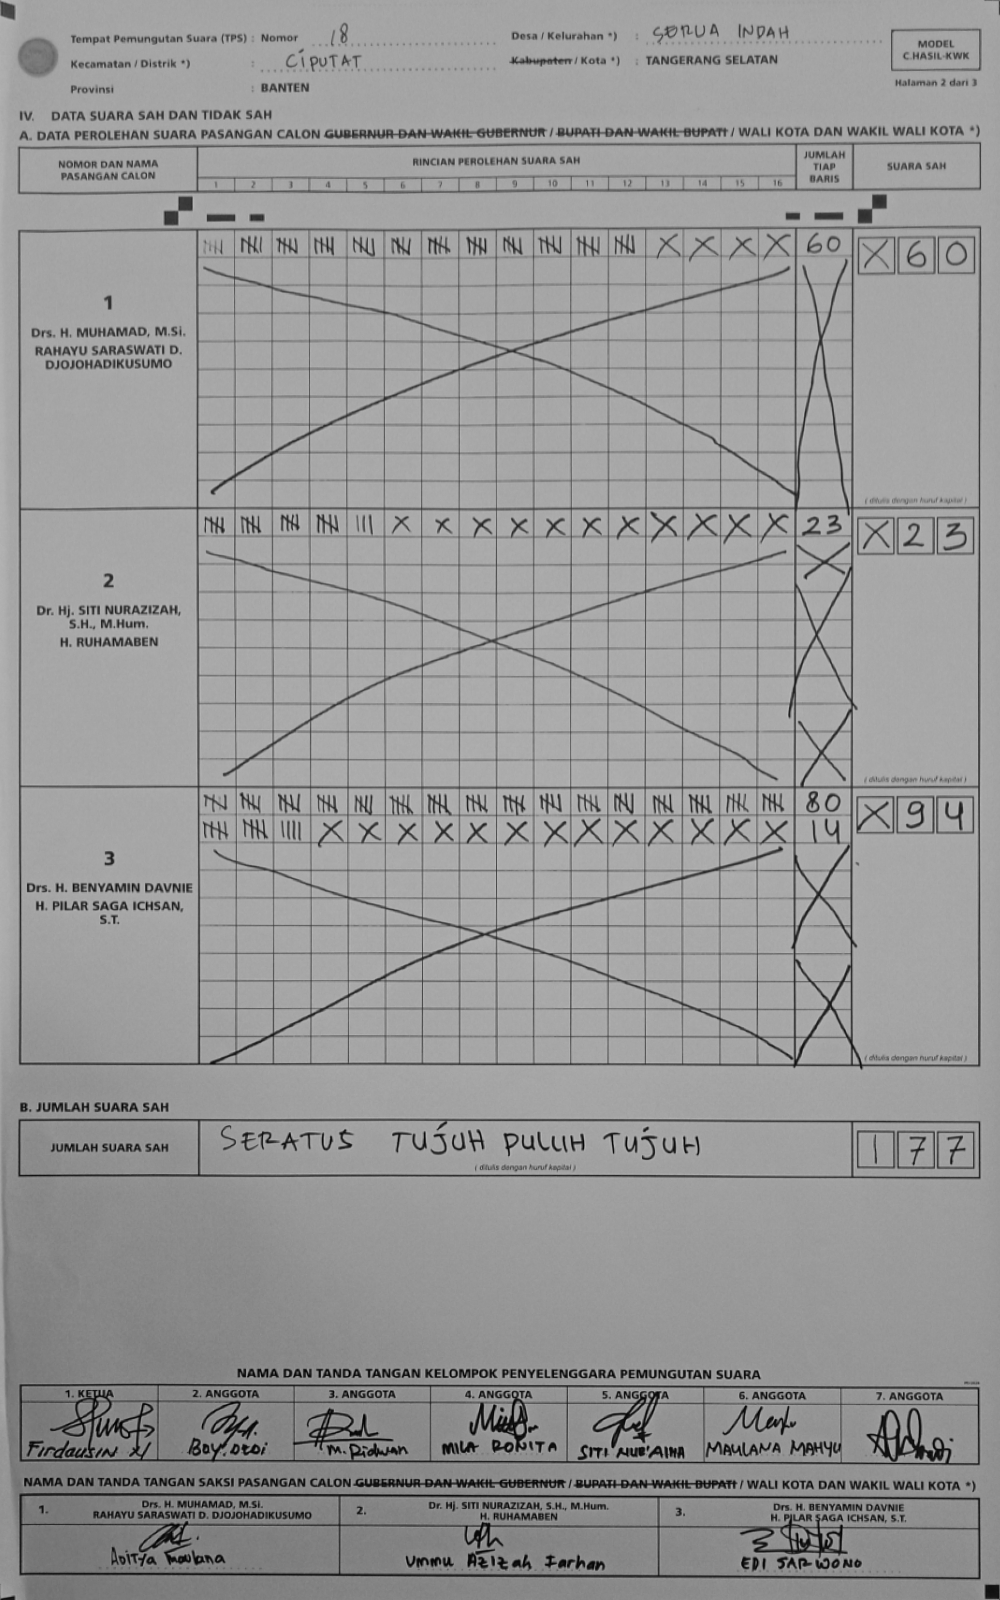 Tempat Pemungutan Suara (TPS) : Nomor 18 Desa / Kelurahan *) : SERUA INDAH
Kecamatan / Distrik *) : CIPUTAT Kabupaten / Kota *) : TANGERANG SELATAN
Provinsi : BANTEN
MODEL
C.HASIL-KWK
Halaman 2 dari 3
IV. DATA SUARA SAH DAN TIDAK SAH
A. DATA PEROLEHAN SUARA PASANGAN CALON GUBERNUR DAN WAKIL GUBERNUR / BUPATI DAN WAKIL BUPATI / WALI KOTA DAN WAKIL WALI KOTA *)
NOMOR DAN NAMA PASANGAN CALON
RINCIAN PEROLEHAN SUARA SAH
1 2 3 4 5 6 7 8 9 10 11 12 13 14 15 16
JUMLAH TIAP BARIS
SUARA SAH
1
Drs. H. MUHAMAD, M.Si.
RAHAYU SARASWATI D.
DJOJOHADIKUSUMO
X X X X 60 X 6 0
( ditulis dengan huruf kapital )
2
Dr. Hj. SITI NURAZIZAH,
S.H., M.Hum.
H. RUHAMABEN
X X X X X X X X X X X 23 X 2 3
( ditulis dengan huruf kapital )
3
Drs. H. BENYAMIN DAVNIE
H. PILAR SAGA ICHSAN,
S.T.
80 X 9 4
X X X X X X X X X X X X X 14
( ditulis dengan huruf kapital )
B. JUMLAH SUARA SAH
JUMLAH SUARA SAH SERATUS TUJUH PULUH TUJUH 1 7 7
( ditulis dengan huruf kapital )
NAMA DAN TANDA TANGAN KELOMPOK PENYELENGGARA PEMUNGUTAN SUARA
1. KETUA 2. ANGGOTA 3. ANGGOTA 4. ANGGOTA 5. ANGGOTA 6. ANGGOTA 7. ANGGOTA
Firdausin M. Ridwan MILA RONITA SITI NUR'AINA MAULANA MAHYU
NAMA DAN TANDA TANGAN SAKSI PASANGAN CALON GUBERNUR DAN WAKIL GUBERNUR / BUPATI DAN WAKIL BUPATI / WALI KOTA DAN WAKIL WALI KOTA *)
1. Drs. H. MUHAMAD, M.Si.
RAHAYU SARASWATI D. DJOJOHADIKUSUMO
2. Dr. Hj. SITI NURAZIZAH, S.H., M.Hum.
H. RUHAMABEN
3. Drs. H. BENYAMIN DAVNIE
H. PILAR SAGA ICHSAN, S.T.
Aditya Maulana Ummu AZIZah Farhan EDI SARWONO